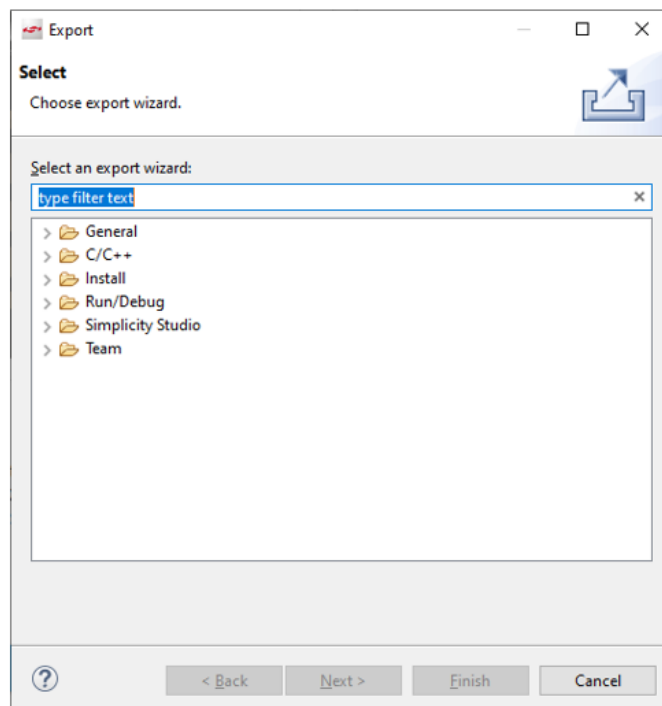 Export
Select
Choose export wizard.
Select an export wizard:
type filter text
General
C/C++
Install
Run/Debug
Simplicity Studio
Team
< Back
Next >
Finish
Cancel